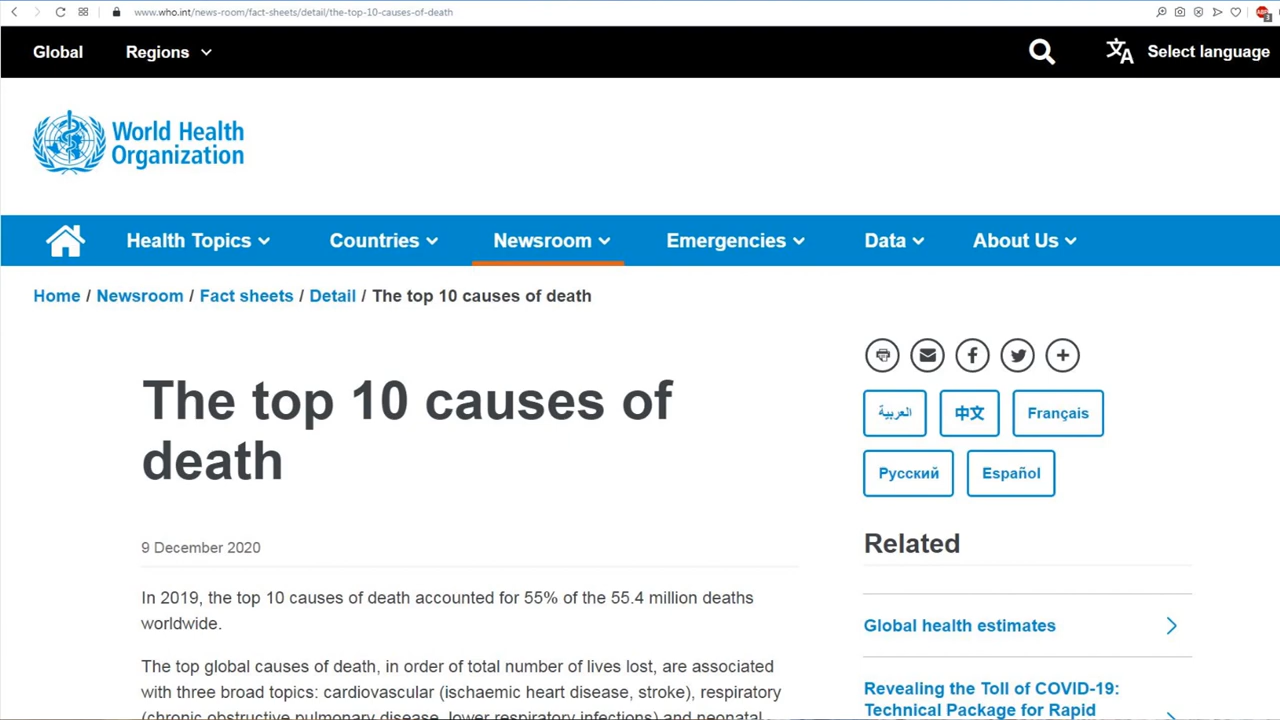 www.who.int/news-room/fact-sheets/detail/the-top-10-causes-of-death
Global
Regions
Select language
World Health
Organization
Health Topics
Countries
Newsroom
Emergencies
Data
About Us
Home / Newsroom / Fact sheets / Detail / The top 10 causes of death
The top 10 causes of
death
9 December 2020
In 2019, the top 10 causes of death accounted for 55% of the 55.4 million deaths
worldwide.
The top global causes of death, in order of total number of lives lost, are associated
with three broad topics: cardiovascular (ischaemic heart disease, stroke), respiratory
(chronic obstructive pulmonary disease, lower respiratory infections) and neonatal
العربية
中文
Français
Русский
Español
Related
Global health estimates
Revealing the Toll of COVID-19:
Technical Package for Rapid